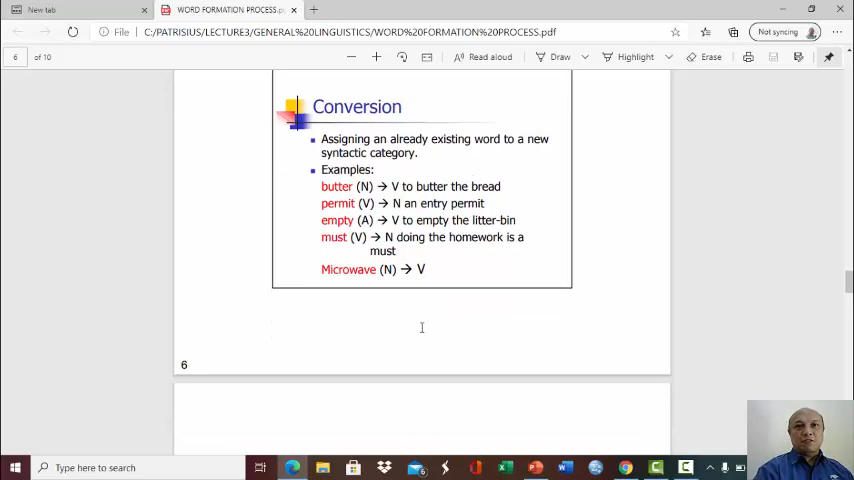 New tab
WORD FORMATION PROCESS.p
File
C:/PATRISIUS/LECTURE3/GENERAL%20LINGUISTICS/WORD%20FORMATION%20PROCESS.pdf
Not syncing
6 of 10
Read aloud
Draw
Highlight
Erase
Conversion
Assigning an already existing word to a new
syntactic category.
Examples:
butter (N) → V to butter the bread
permit (V) → N an entry permit
empty (A) → V to empty the litter-bin
must (V) → N doing the homework is a
must
Microwave (N) → V
6
Type here to search